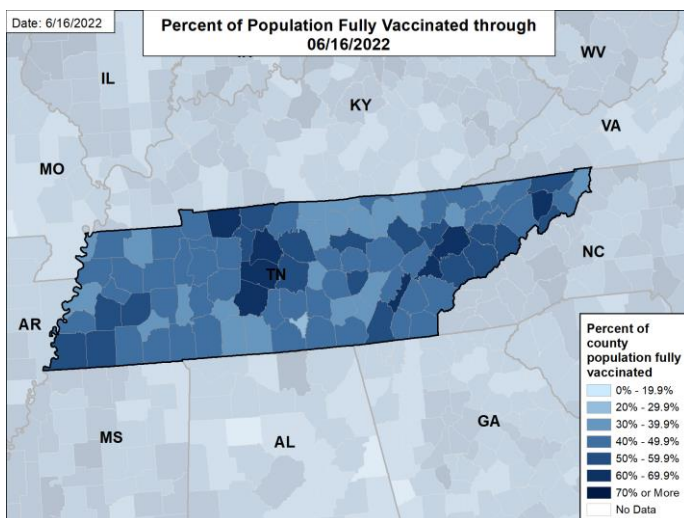 Date: 6/16/2022
Percent of Population Fully Vaccinated through
06/16/2022
WV
IL
KY
VA
MO
NC
TN
AR
MS
AL
GA
Percent of
county
population fully
vaccinated
0% - 19.9%
20% - 29.9%
30% - 39.9%
40% - 49.9%
50% - 59.9%
60% - 69.9%
70% or More
No Data